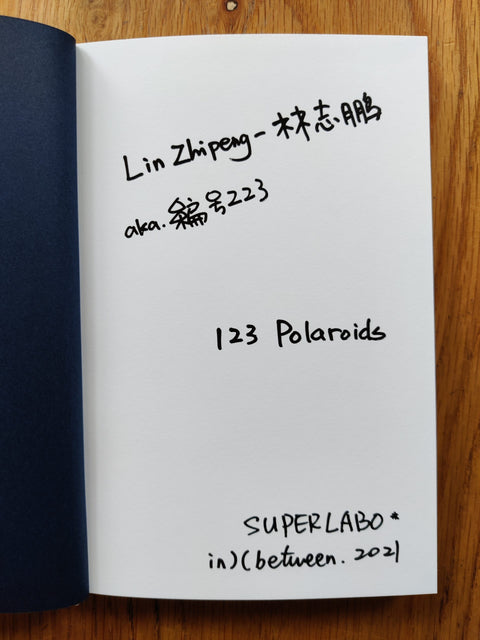 Lin Zhipeng - 林志鹏
aka. 编号223
123 Polaroids
SUPERLABO*
in)(between. 2021